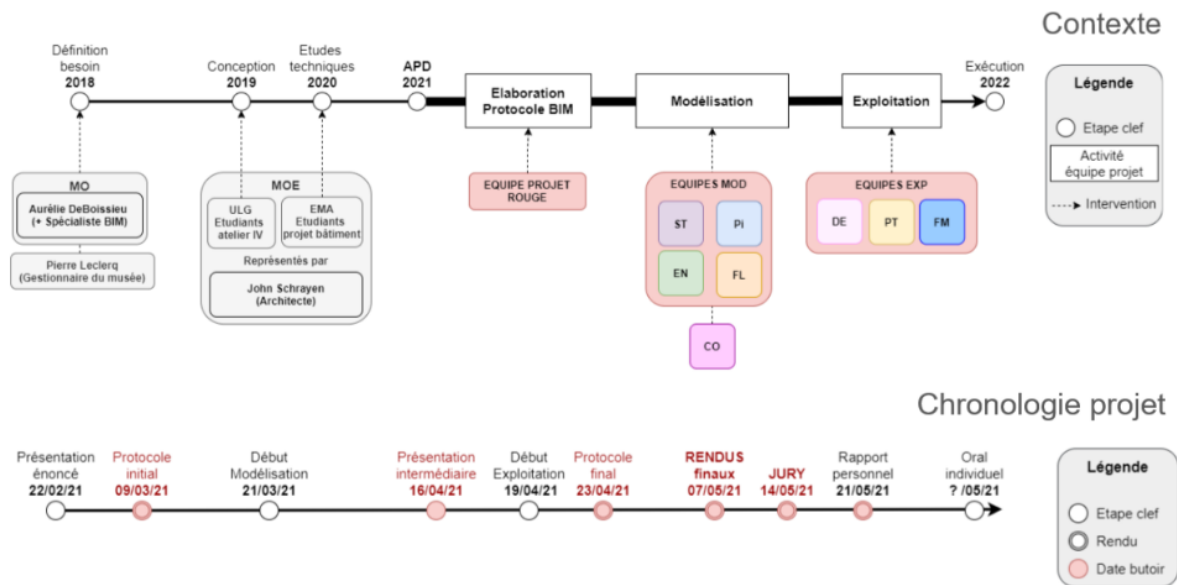 Contexte
Définition
besoin
2018
Conception
2019
Etudes
techniques
2020
APD
2021
Elaboration
Protocole BIM
Modélisation
Exploitation
Exécution
2022
Légende
Etape clef
Activité
équipe projet
Intervention
MO
Aurélie DeBoissieu
(+ Spécialiste BIM)
Pierre Leclerq
(Gestionnaire du musée)
MOE
ULG
Etudiants
atelier IV
EMA
Etudiants
projet bâtiment
Représentés par
John Schrayen
(Architecte)
EQUIPE PROJET
ROUGE
EQUIPES MOD
ST
PI
EN
FL
CO
EQUIPES EXP
DE
PT
FM
Chronologie projet
Présentation
énoncé
22/02/21
Protocole
initial
09/03/21
Début
Modélisation
21/03/21
Présentation
intermédiaire
16/04/21
Début
Exploitation
19/04/21
Protocole
final
23/04/21
RENDUS
finaux
07/05/21
JURY
14/05/21
Rapport
personnel
21/05/21
Oral
individuel
? /05/21
Légende
Etape clef
Rendu
Date butoir